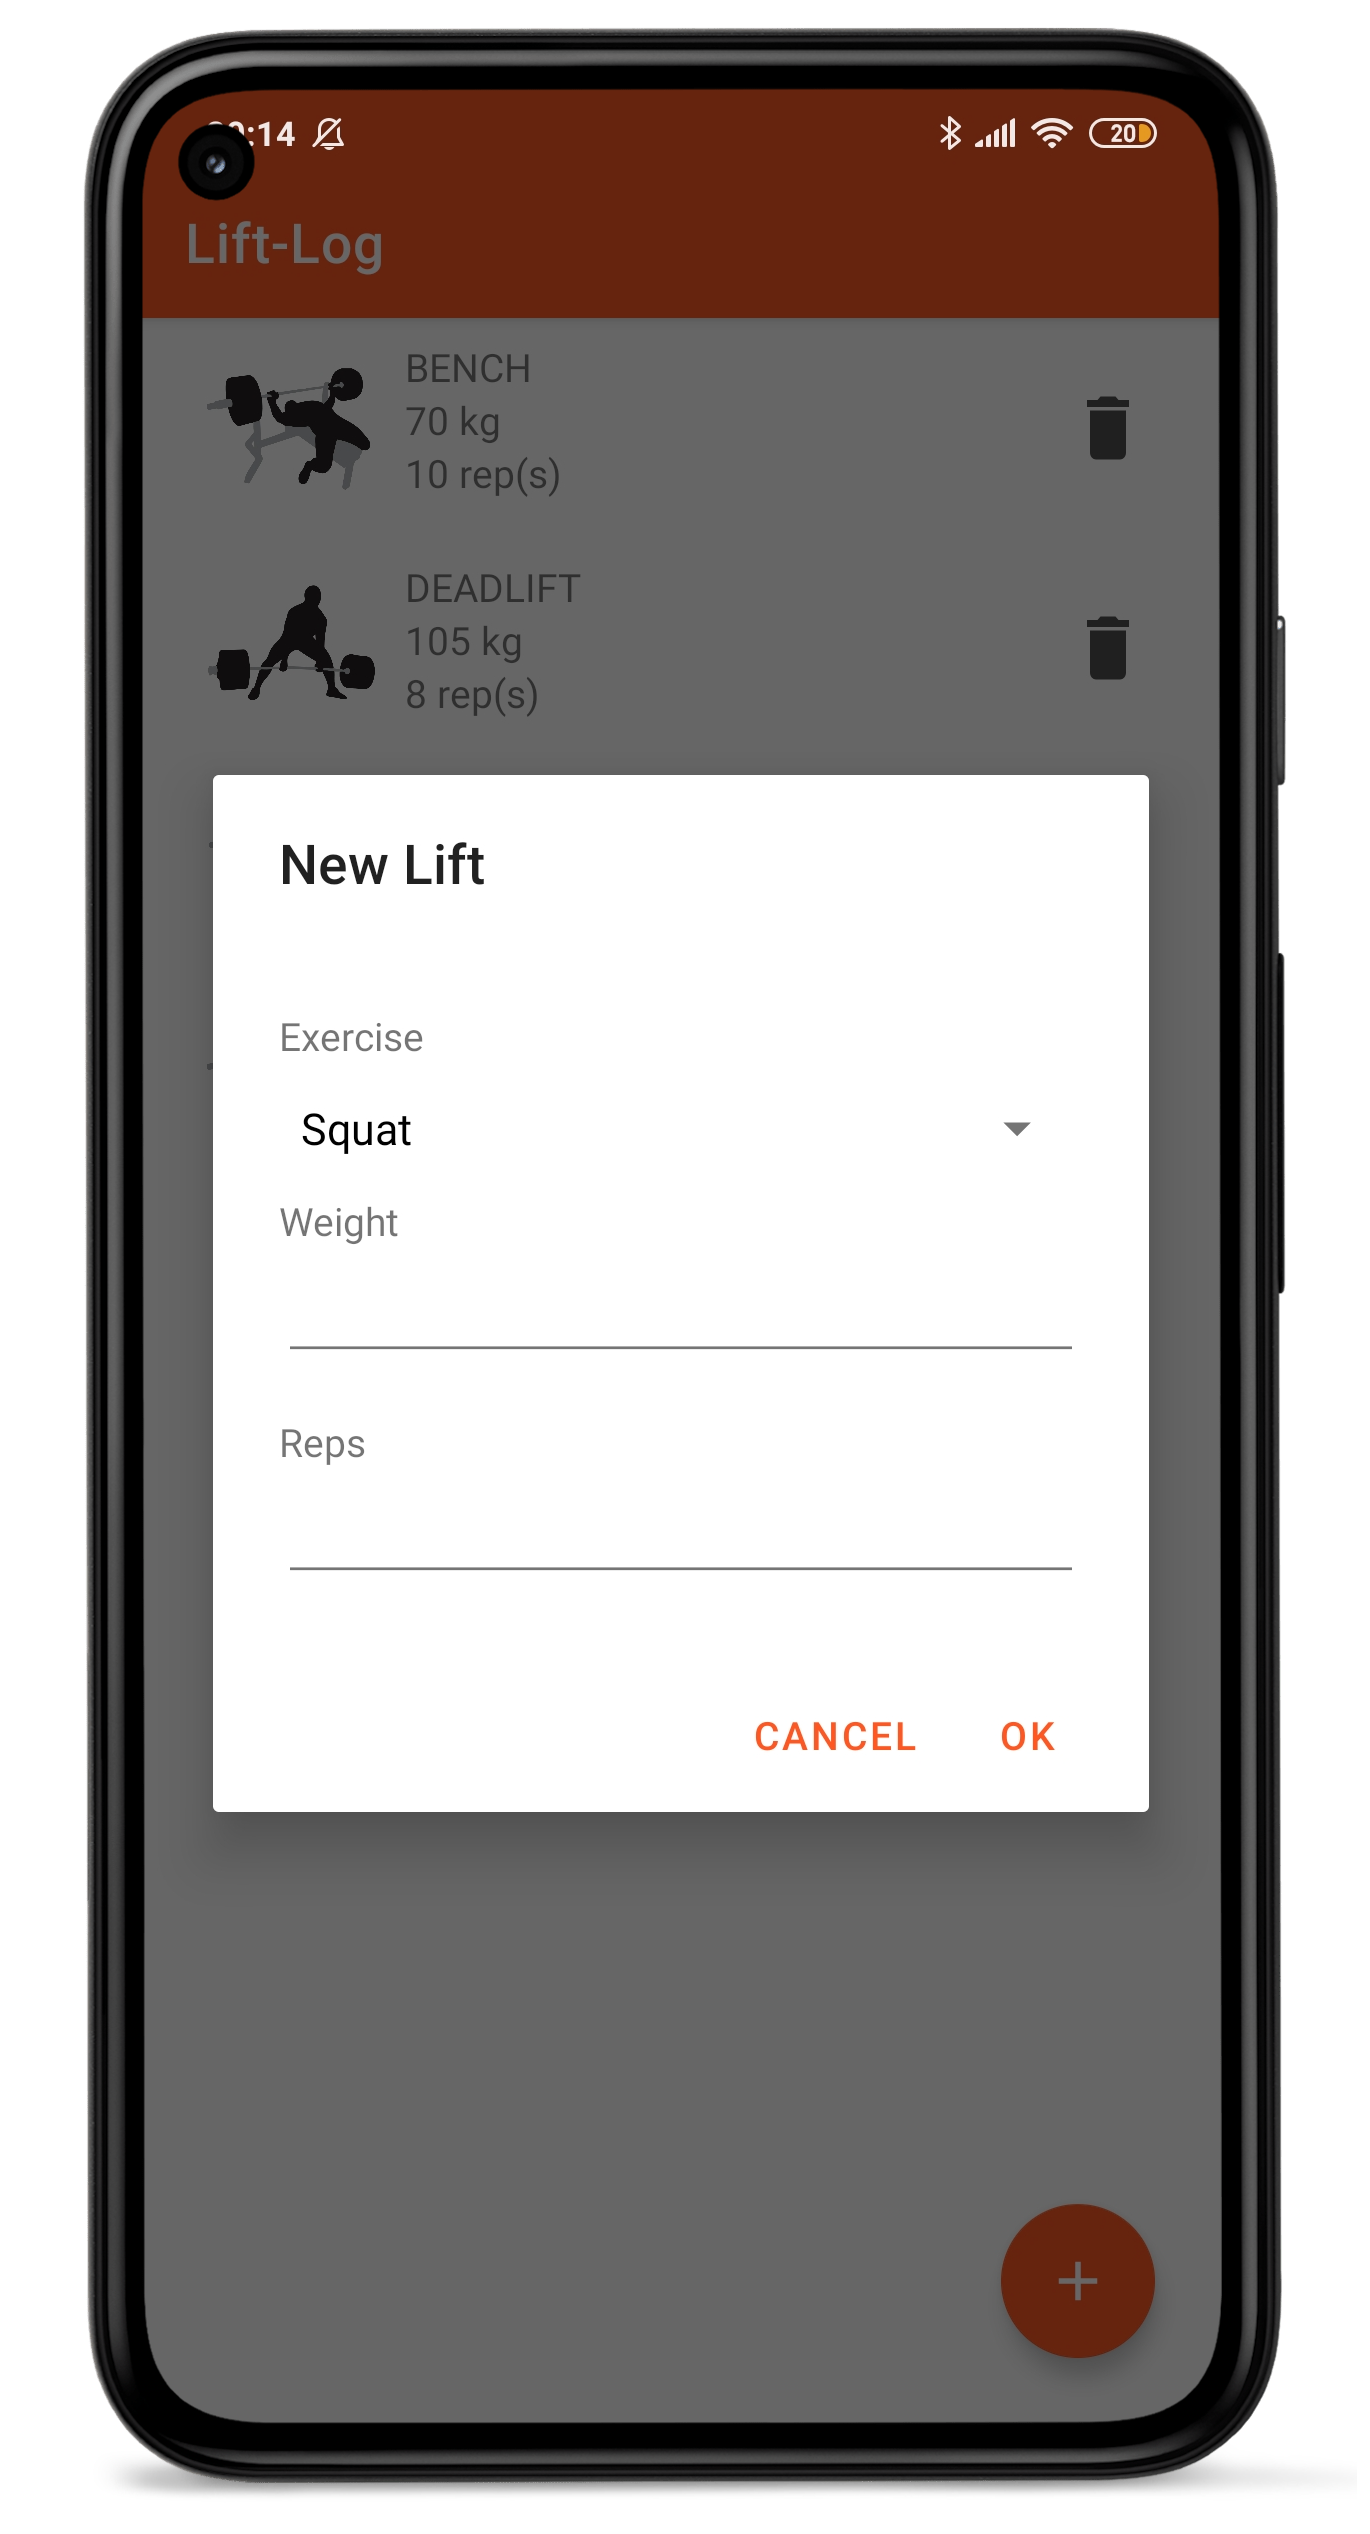 :14
20
Lift-Log
BENCH
70 kg
10 rep(s)
DEADLIFT
105 kg
8 rep(s)
New Lift
Exercise
Squat
Weight
Reps
CANCEL OK
+